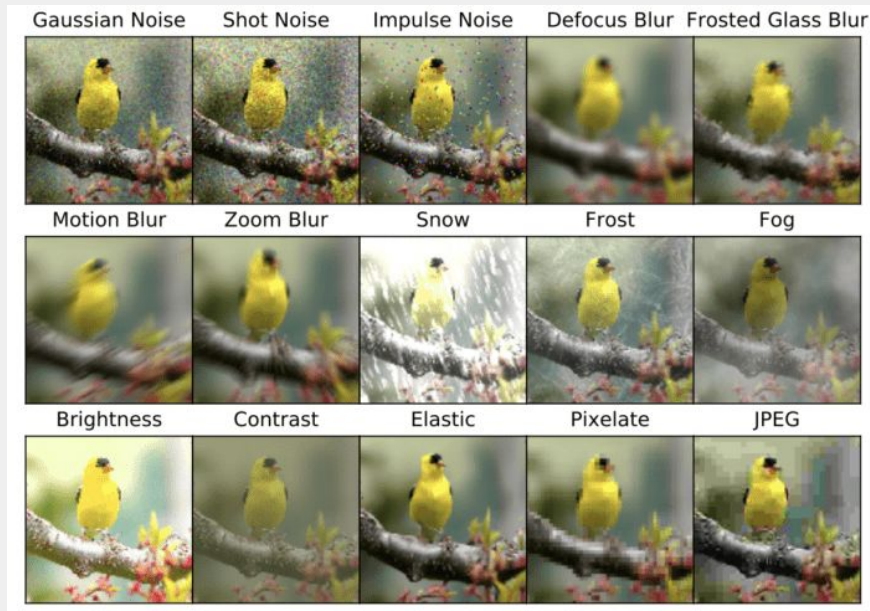 Gaussian Noise Shot Noise Impulse Noise Defocus Blur Frosted Glass Blur
Motion Blur Zoom Blur Snow Frost Fog
Brightness Contrast Elastic Pixelate JPEG